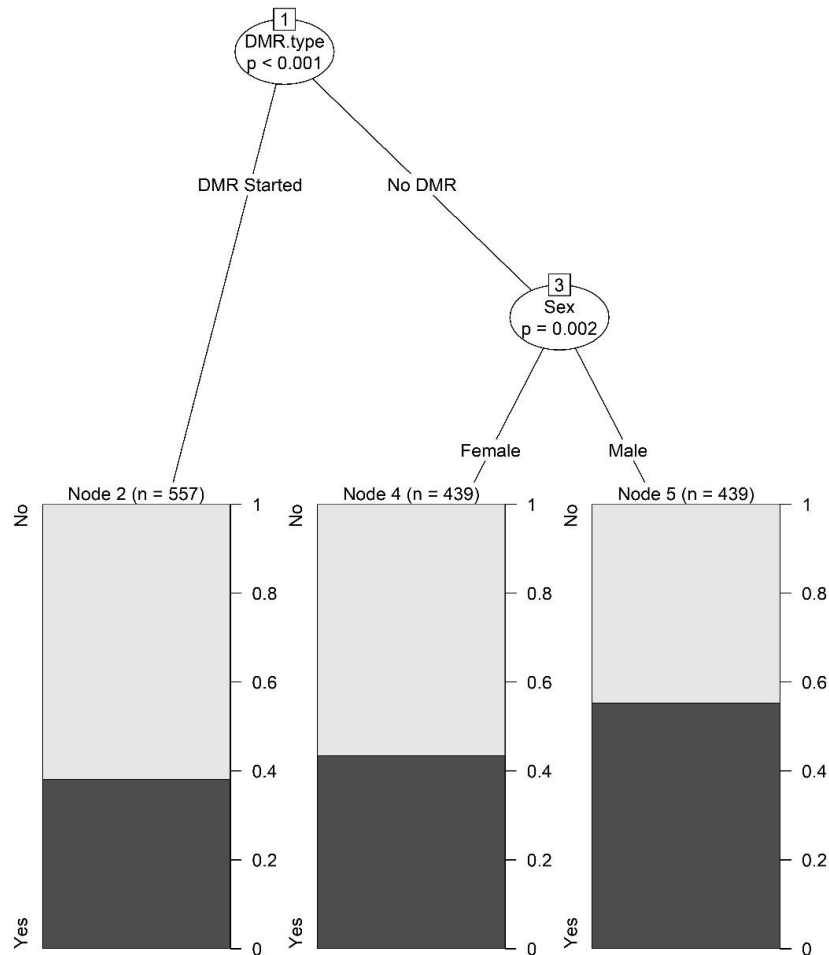 1
DMR.type
p < 0.001
DMR Started
No DMR
3
Sex
p = 0.002
Female
Male
Node 2 (n = 557)
No
Yes
1
0.8
0.6
0.4
0.2
0
Node 4 (n = 439)
No
Yes
1
0.8
0.6
0.4
0.2
0
Node 5 (n = 439)
No
Yes
1
0.8
0.6
0.4
0.2
0